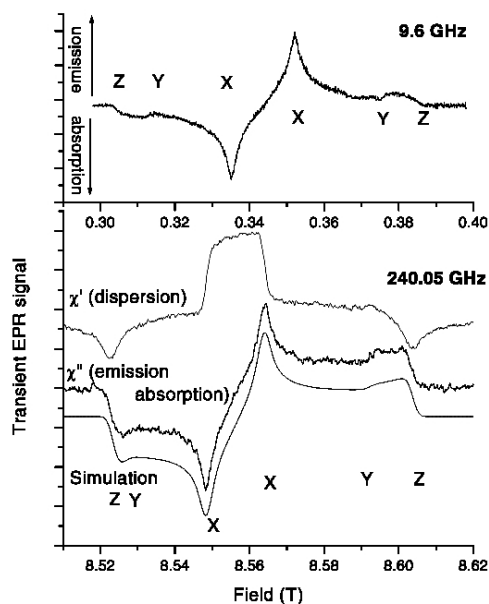 9.6 GHz
emission
absorption
Z Y X
X Y Z
0.30 0.32 0.34 0.36 0.38 0.40
240.05 GHz
χ' (dispersion)
χ" (emission
absorption)
Simulation
Z Y X X Y Z
Transient EPR signal
8.52 8.54 8.56 8.58 8.60 8.62
Field (T)